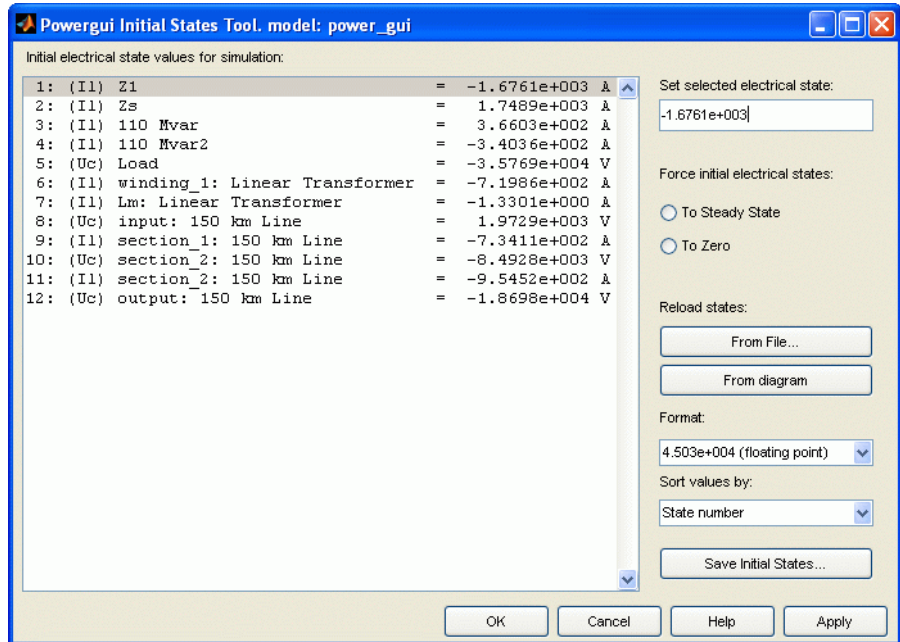 Powergui Initial States Tool. model: power_gui
Initial electrical state values for simulation:
1: (Il) Z1 = -1.6761e+003 A
2: (Il) Zs = 1.7489e+003 A
3: (Il) 110 Mvar = 3.6603e+002 A
4: (Il) 110 Mvar2 = -3.4036e+002 A
5: (Uc) Load = -3.5769e+004 V
6: (Il) winding_1: Linear Transformer = -7.1986e+002 A
7: (Il) Lm: Linear Transformer = -1.3301e+000 A
8: (Uc) input: 150 km Line = 1.9729e+003 V
9: (Il) section_1: 150 km Line = -7.3411e+002 A
10: (Uc) section_2: 150 km Line = -8.4928e+003 V
11: (Il) section_2: 150 km Line = -9.5452e+002 A
12: (Uc) output: 150 km Line = -1.8698e+004 V
Set selected electrical state:
-1.6761e+003
Force initial electrical states:
To Steady State
To Zero
Reload states:
From File...
From diagram
Format:
4.503e+004 (floating point)
Sort values by:
State number
Save Initial States...
OK Cancel Help Apply